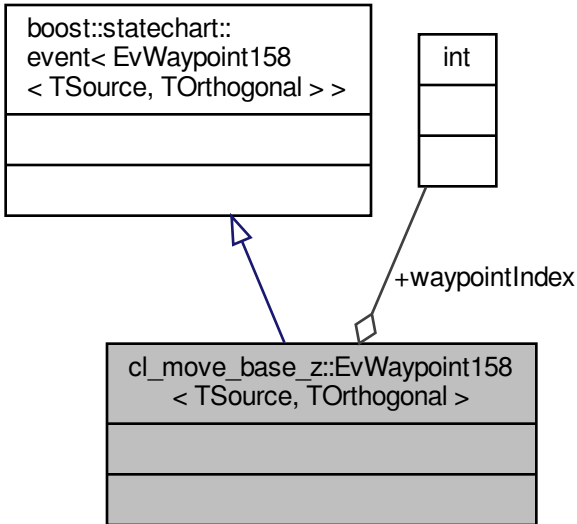 boost::statechart::
event< EvWaypoint158
< TSource, TOrthogonal > >
int
+waypointIndex
cl_move_base_z::EvWaypoint158
< TSource, TOrthogonal >